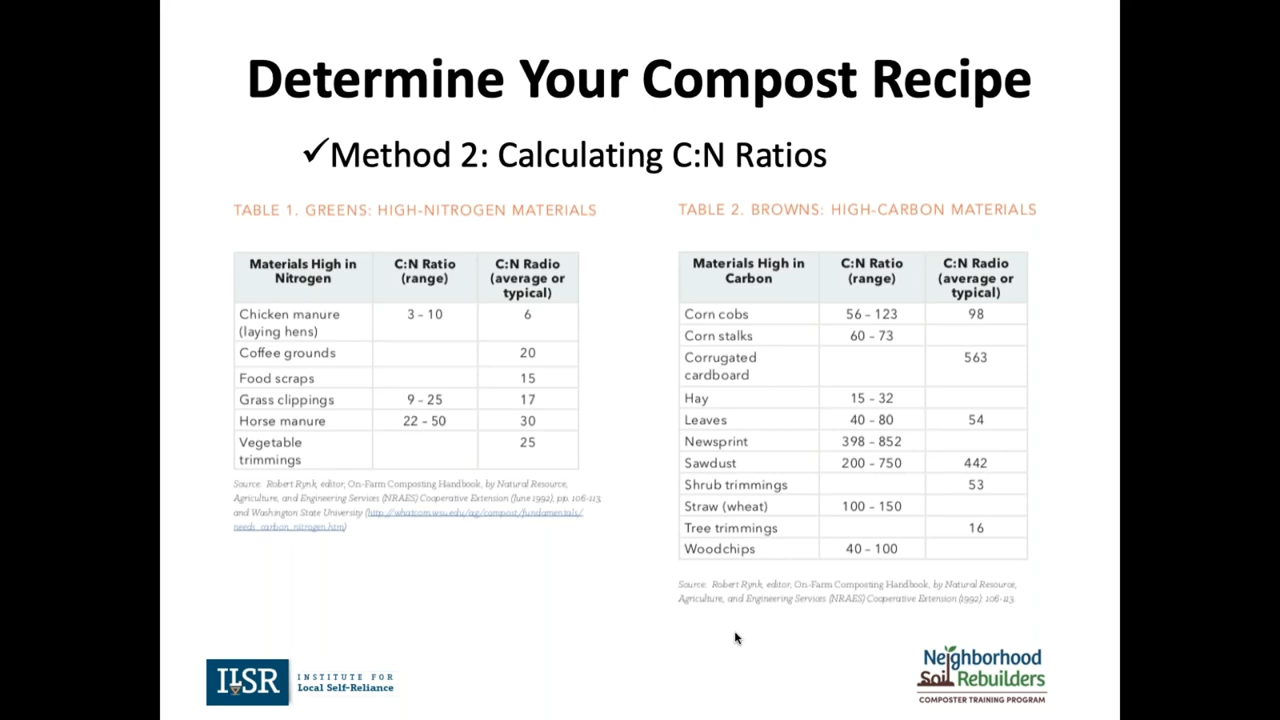 Determine Your Compost Recipe
✓Method 2: Calculating C:N Ratios
TABLE 1. GREENS: HIGH-NITROGEN MATERIALS
Materials High in Nitrogen | C:N Ratio (range) | C:N Radio (average or typical)
Chicken manure (laying hens) | 3 – 10 | 6
Coffee grounds | | 20
Food scraps | | 15
Grass clippings | 9 – 25 | 17
Horse manure | 22 – 50 | 30
Vegetable trimmings | | 25
Source: Robert Rynk, editor, On-Farm Composting Handbook, by Natural Resource,
Agriculture, and Engineering Services (NRAES) Cooperative Extension (June 1992), pp. 106-113,
and Washington State University (http://whatcom.wsu.edu/ag/compost/fundamentals/
needs_carbon_nitrogen.htm)
TABLE 2. BROWNS: HIGH-CARBON MATERIALS
Materials High in Carbon | C:N Ratio (range) | C:N Radio (average or typical)
Corn cobs | 56 – 123 | 98
Corn stalks | 60 – 73
Corrugated cardboard | | 563
Hay | 15 – 32
Leaves | 40 – 80 | 54
Newsprint | 398 – 852
Sawdust | 200 – 750 | 442
Shrub trimmings | | 53
Straw (wheat) | 100 – 150
Tree trimmings | | 16
Woodchips | 40 – 100
Source: Robert Rynk, editor, On-Farm Composting Handbook, by Natural Resource,
Agriculture, and Engineering Services (NRAES) Cooperative Extension (1992): 106-113.
ILSR
INSTITUTE FOR
Local Self-Reliance
Neighborhood
Soil Rebuilders
COMPOSTER TRAINING PROGRAM